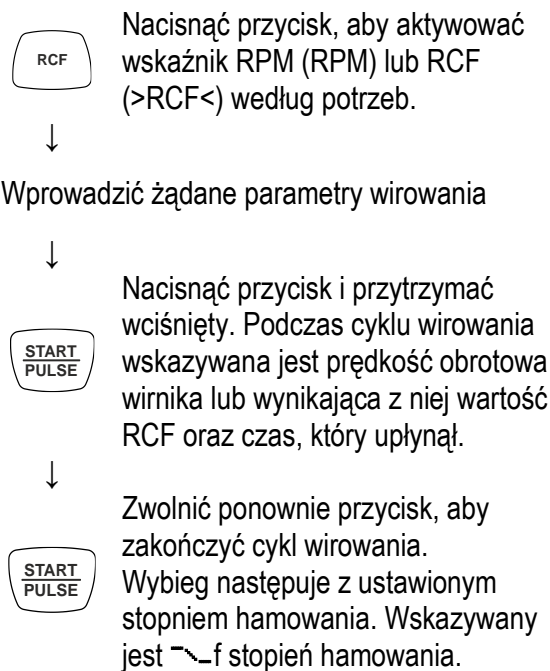 Nacisnąć przycisk, aby aktywować
RCF
wskaźnik RPM (RPM) lub RCF
(>RCF<) według potrzeb.
↓
Wprowadzić żądane parametry wirowania
↓
Nacisnąć przycisk i przytrzymać
wciśnięty. Podczas cyklu wirowania
START
PULSE
wskazywana jest prędkość obrotowa
wirnika lub wynikająca z niej wartość
RCF oraz czas, który upłynął.
↓
Zwolnić ponownie przycisk, aby
zakończyć cykl wirowania.
START
PULSE
Wybieg następuje z ustawionym
stopniem hamowania. Wskazywany
jest f stopień hamowania.